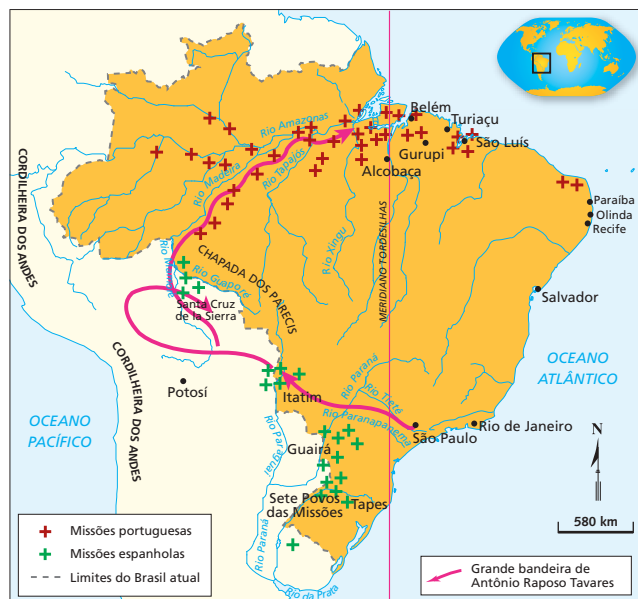 Belém
Turiaçu
Rio Amazonas
São Luís
Gurupi
Alcobaça
Rio Madeira
Rio Tapajós
Paraíba
Olinda
Recife
CORDILHEIRA DOS ANDES
Rio Xingu
MERIDIANO TORDESILHAS
CHAPADA DOS PARECIS
Rio Guaporé
Santa Cruz
de la Sierra
Salvador
CORDILHEIRA DOS ANDES
Potosí
Itatim
Rio Paraná
Rio Tietê
Rio Paranapanema
OCEANO
ATLÂNTICO
OCEANO
PACÍFICO
São Paulo
Rio de Janeiro
N
Guairá
Sete Povos
das Missões
Tapes
Rio Paraná
Rio da Prata
580 km
Missões portuguesas
Missões espanholas
Limites do Brasil atual
Grande bandeira de
Antônio Raposo Tavares